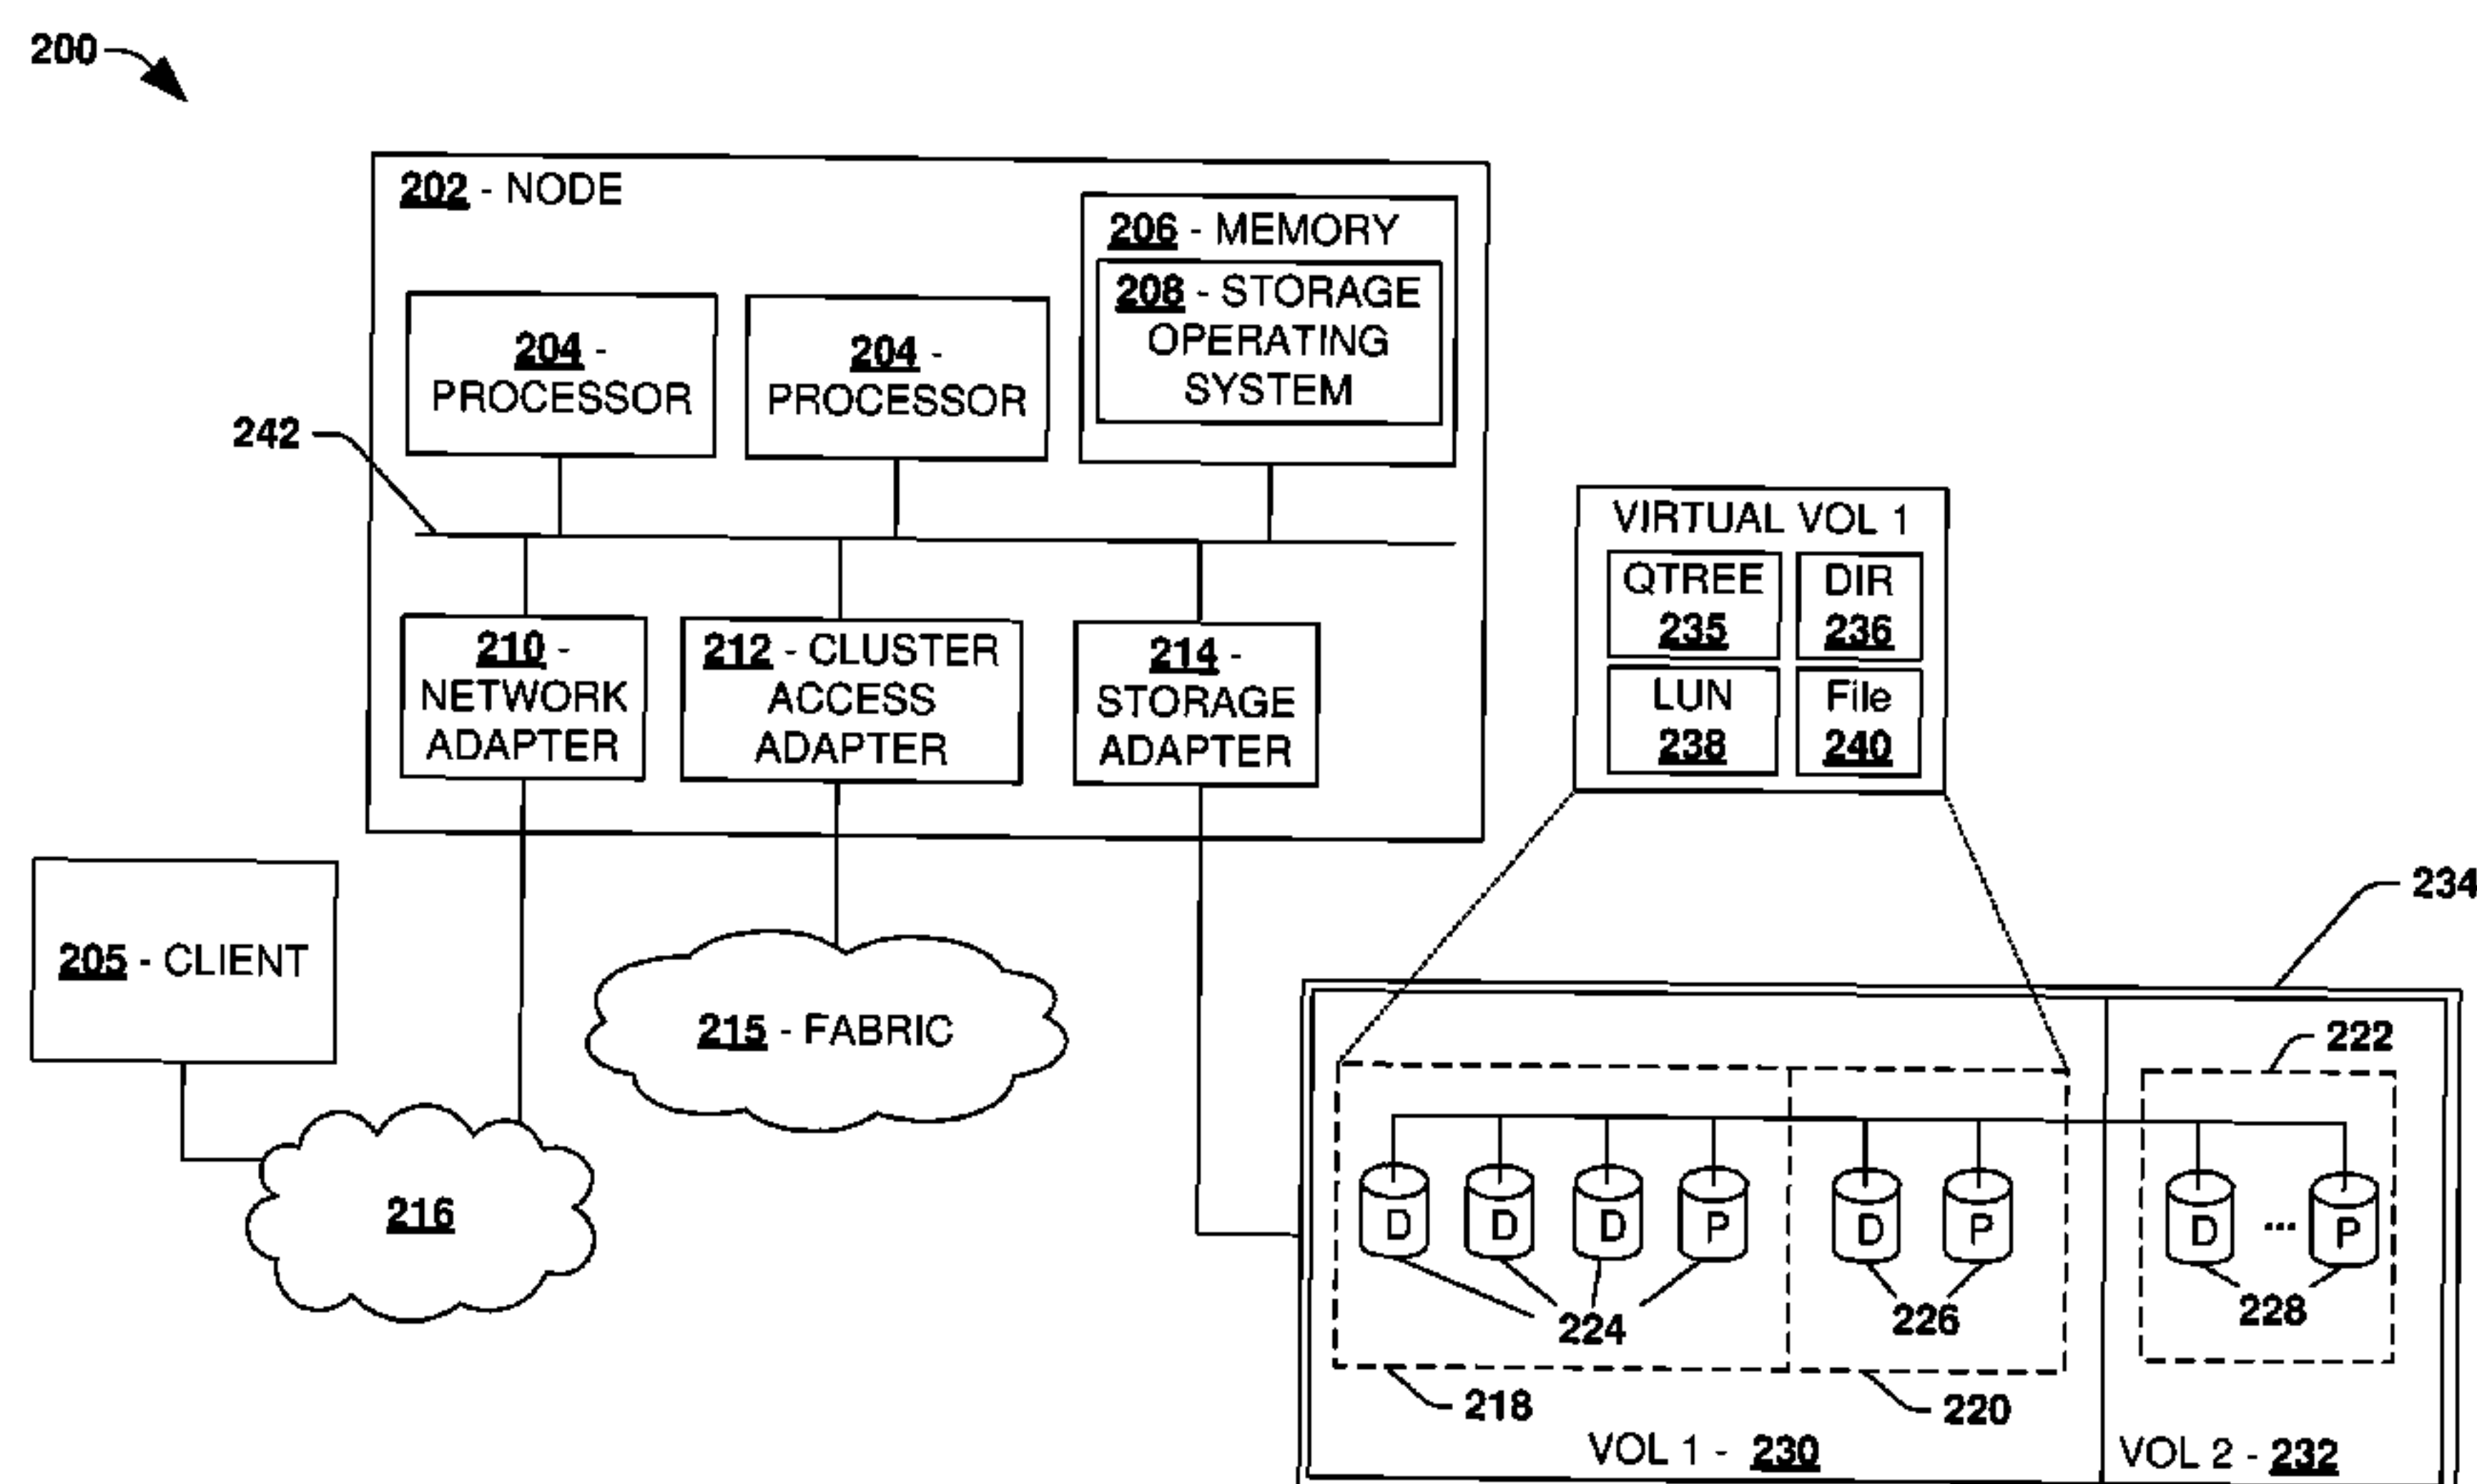 200
202 - NODE
206 - MEMORY
208 - STORAGE
OPERATING
SYSTEM
204 -
PROCESSOR
204 -
PROCESSOR
242
210 -
NETWORK
ADAPTER
212 - CLUSTER
ACCESS
ADAPTER
214 -
STORAGE
ADAPTER
VIRTUAL VOL 1
QTREE
235
DIR
236
LUN
238
File
240
205 - CLIENT
215 - FABRIC
216
234
222
D
D
D
P
D
P
D
...
P
224
226
228
218
220
VOL 1 - 230
VOL 2 - 232